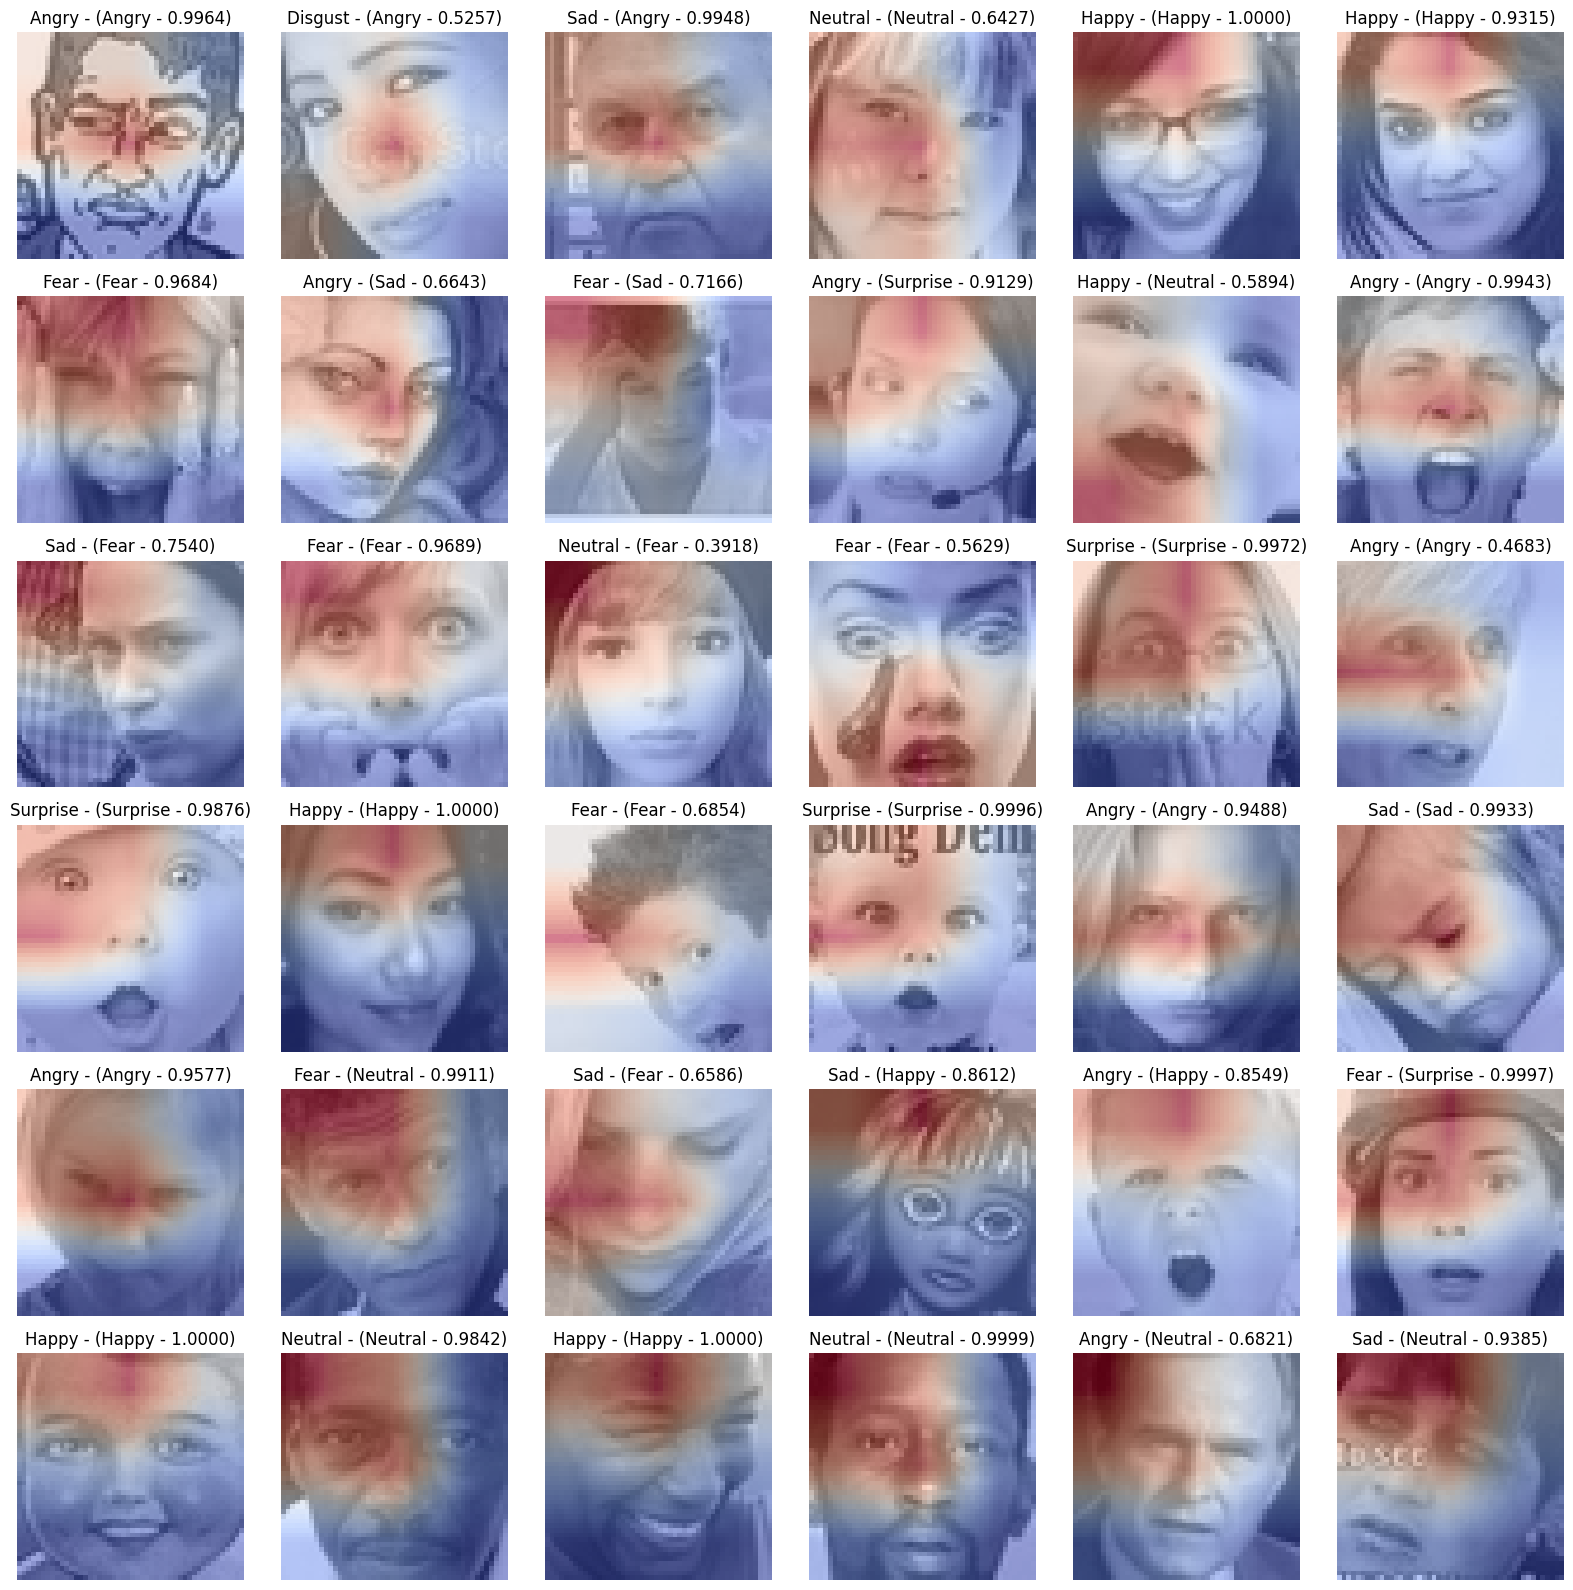 Angry - (Angry - 0.9964)
Disgust - (Angry - 0.5257)
Sad - (Angry - 0.9948)
Neutral - (Neutral - 0.6427)
Happy - (Happy - 1.0000)
Happy - (Happy - 0.9315)
Fear - (Fear - 0.9684)
Angry - (Sad - 0.6643)
Fear - (Sad - 0.7166)
Angry - (Surprise - 0.9129)
Happy - (Neutral - 0.5894)
Angry - (Angry - 0.9943)
Sad - (Fear - 0.7540)
Fear - (Fear - 0.9689)
Neutral - (Fear - 0.3918)
Fear - (Fear - 0.5629)
Surprise - (Surprise - 0.9972)
Angry - (Angry - 0.4683)
stock
Surprise - (Surprise - 0.9876)
Happy - (Happy - 1.0000)
Fear - (Fear - 0.6854)
Surprise - (Surprise - 0.9996)
Angry - (Angry - 0.9488)
Sad - (Sad - 0.9933)
Angry - (Angry - 0.9577)
Fear - (Neutral - 0.9911)
Sad - (Fear - 0.6586)
Sad - (Happy - 0.8612)
Angry - (Happy - 0.8549)
Fear - (Surprise - 0.9997)
Happy - (Happy - 1.0000)
Neutral - (Neutral - 0.9842)
Happy - (Happy - 1.0000)
Neutral - (Neutral - 0.9999)
Angry - (Neutral - 0.6821)
Sad - (Neutral - 0.9385)